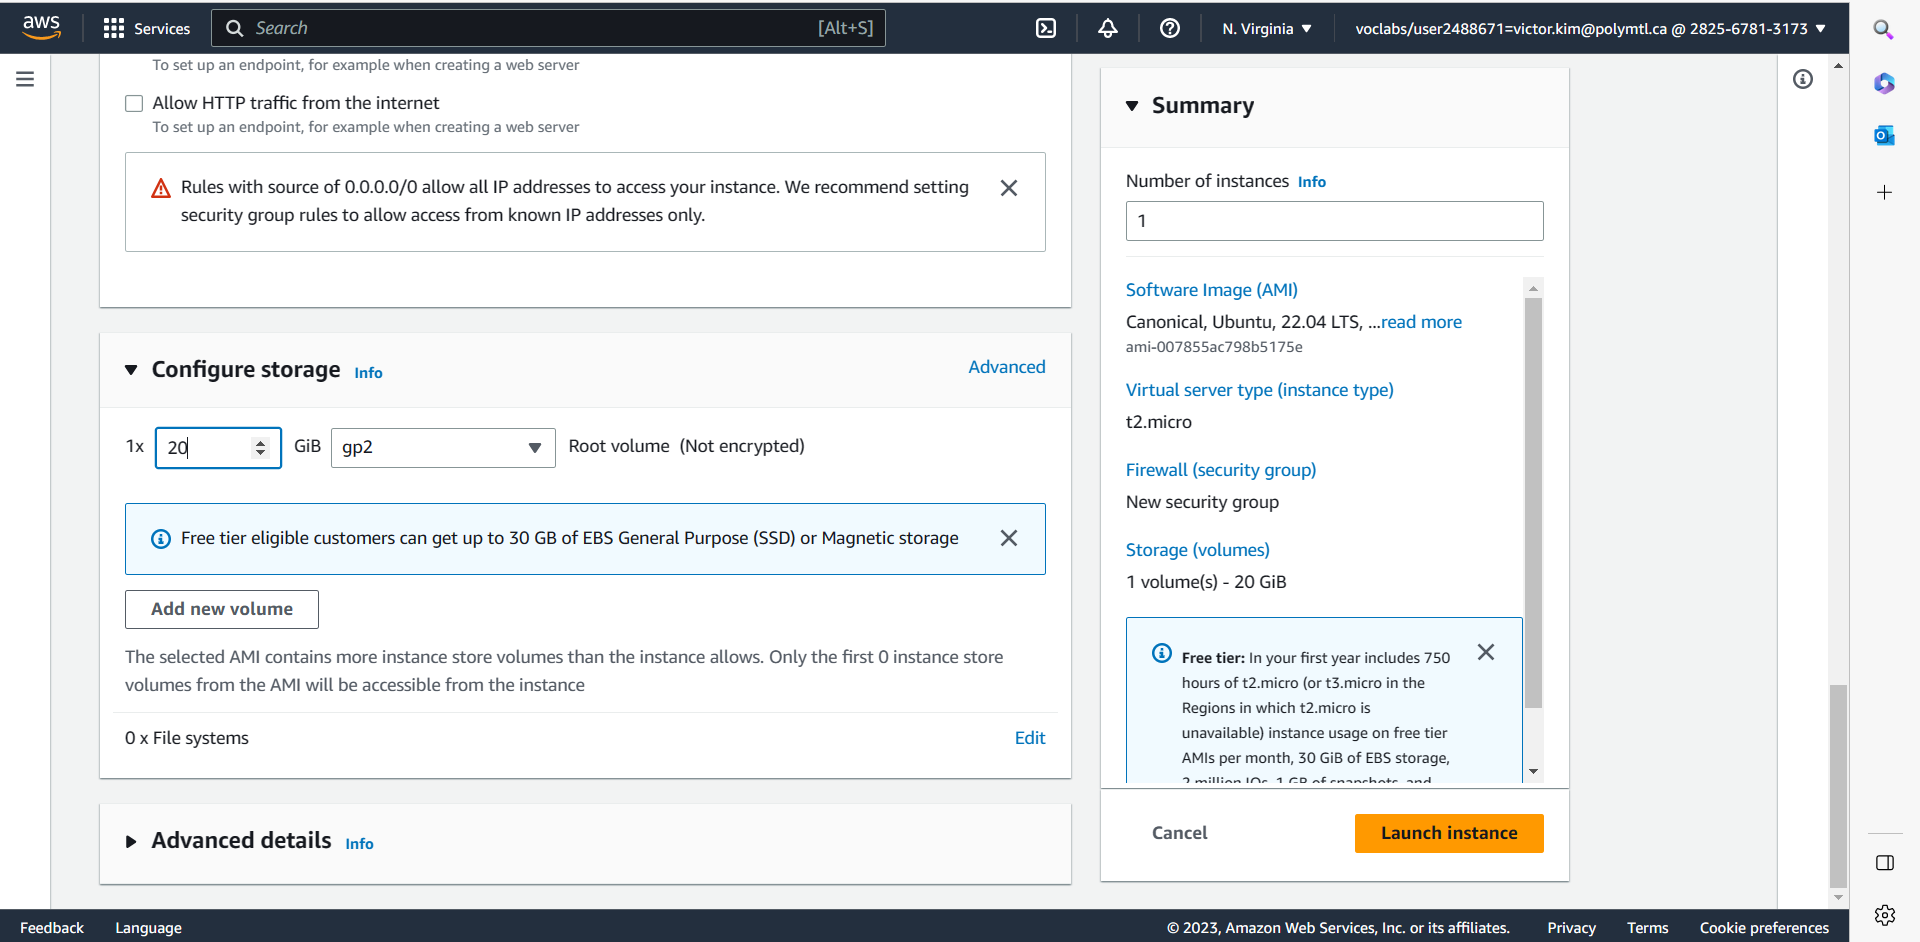 aws
Services
Search
[Alt+S]
N. Virginia
voclabs/user2488671=victor.kim@polymtl.ca @ 2825-6781-3173
To set up an endpoint, for example when creating a web server
Allow HTTP traffic from the internet
To set up an endpoint, for example when creating a web server
Rules with source of 0.0.0.0/0 allow all IP addresses to access your instance. We recommend setting
security group rules to allow access from known IP addresses only.
Configure storage Info
Advanced
1x 20 GiB gp2 Root volume (Not encrypted)
Free tier eligible customers can get up to 30 GB of EBS General Purpose (SSD) or Magnetic storage
Add new volume
The selected AMI contains more instance store volumes than the instance allows. Only the first 0 instance store
volumes from the AMI will be accessible from the instance
0 x File systems
Edit
Advanced details Info
Summary
Number of instances Info
1
Software Image (AMI)
Canonical, Ubuntu, 22.04 LTS, ...read more
ami-007855ac798b5175e
Virtual server type (instance type)
t2.micro
Firewall (security group)
New security group
Storage (volumes)
1 volume(s) - 20 GiB
Free tier: In your first year includes 750
hours of t2.micro (or t3.micro in the
Regions in which t2.micro is
unavailable) instance usage on free tier
AMIs per month, 30 GiB of EBS storage,
2 million IOs, 1 GB of snapshots, and
Cancel
Launch instance
Feedback
Language
© 2023, Amazon Web Services, Inc. or its affiliates.
Privacy
Terms
Cookie preferences